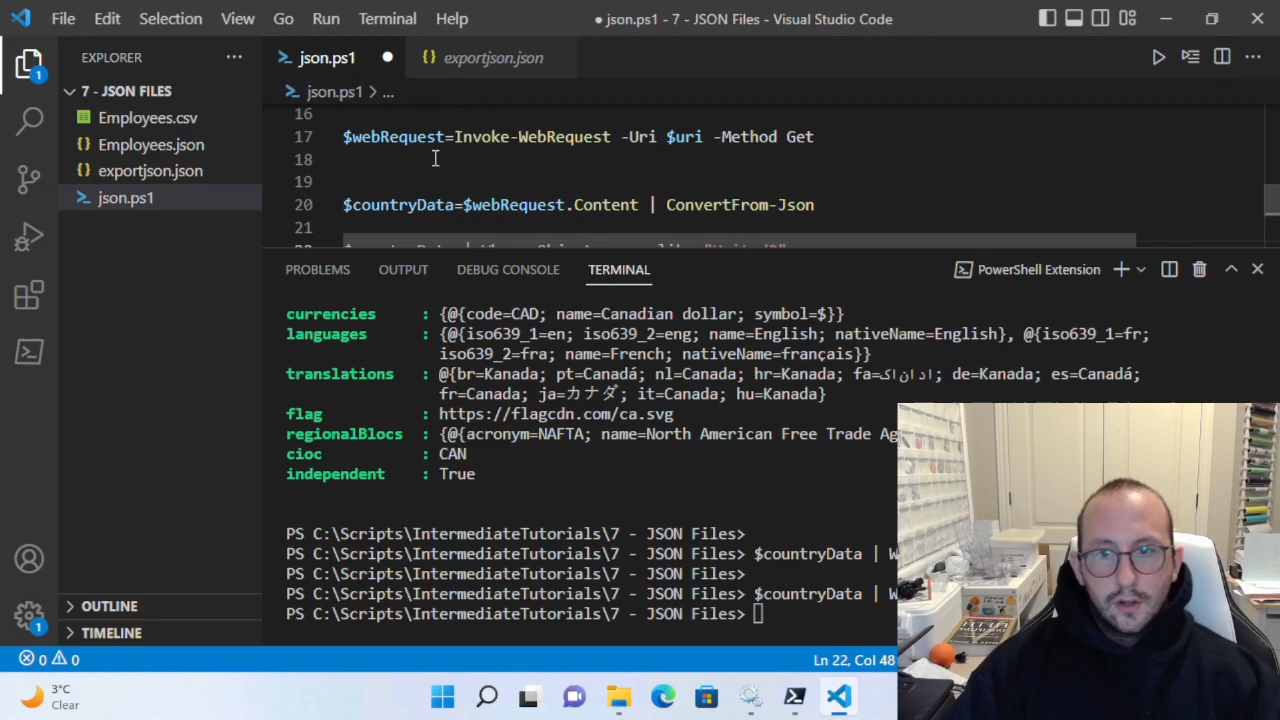 File Edit Selection View Go Run Terminal Help
● json.ps1 - 7 - JSON Files - Visual Studio Code
EXPLORER
json.ps1
{} exportjson.json
1
7 - JSON FILES
json.ps1 > ...
Employees.csv
{} Employees.json
{} exportjson.json
json.ps1
16
17 $webRequest=Invoke-WebRequest -Uri $uri -Method Get
18
19
20 $countryData=$webRequest.Content | ConvertFrom-Json
21
PROBLEMS OUTPUT DEBUG CONSOLE TERMINAL PowerShell Extension
currencies : {@{code=CAD; name=Canadian dollar; symbol=$}}
languages : {@{iso639_1=en; iso639_2=eng; name=English; nativeName=English}, @{iso639_1=fr;
iso639_2=fra; name=French; nativeName=français}}
translations : @{br=Kanada; pt=Canadá; nl=Canada; hr=Kanada; fa=کانادا; de=Kanada; es=Canadá;
fr=Canada; ja=カナダ; it=Canada; hu=Kanada}
flag : https://flagcdn.com/ca.svg
regionalBlocs : {@{acronym=NAFTA; name=North American Free Trade Ag
cioc : CAN
independent : True
PS C:\Scripts\IntermediateTutorials\7 - JSON Files>
PS C:\Scripts\IntermediateTutorials\7 - JSON Files> $countryData | W
PS C:\Scripts\IntermediateTutorials\7 - JSON Files>
PS C:\Scripts\IntermediateTutorials\7 - JSON Files> $countryData | W
PS C:\Scripts\IntermediateTutorials\7 - JSON Files>
OUTLINE
TIMELINE
1
0 0
Ln 22, Col 48
3°C
Clear